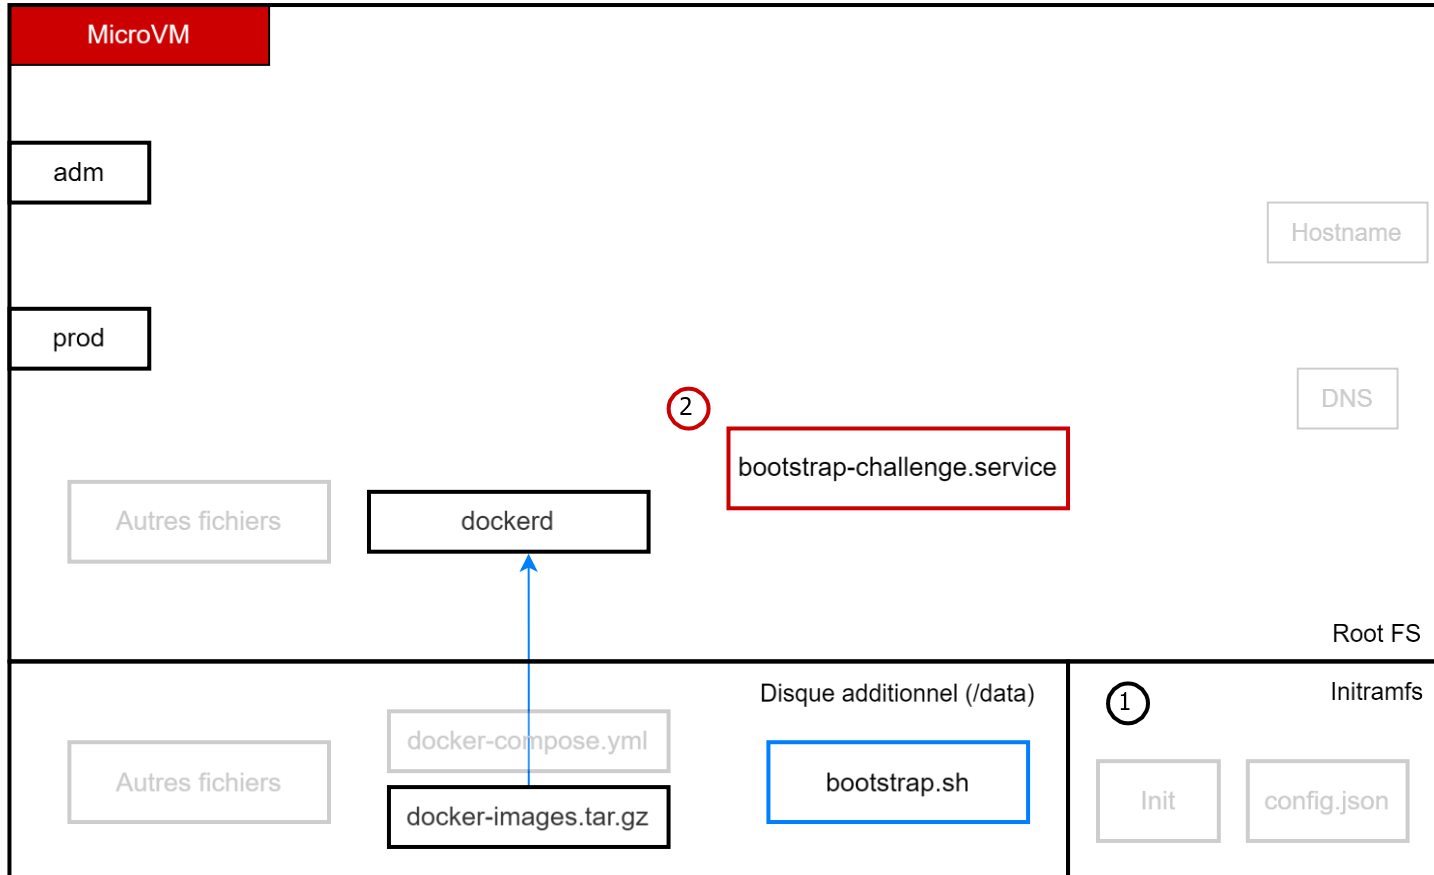 MicroVM
adm
Hostname
prod
DNS
2
bootstrap-challenge.service
Autres fichiers
dockerd
Root FS
Disque additionnel (/data)
1
Initramfs
docker-compose.yml
Autres fichiers
bootstrap.sh
Init
config.json
docker-images.tar.gz